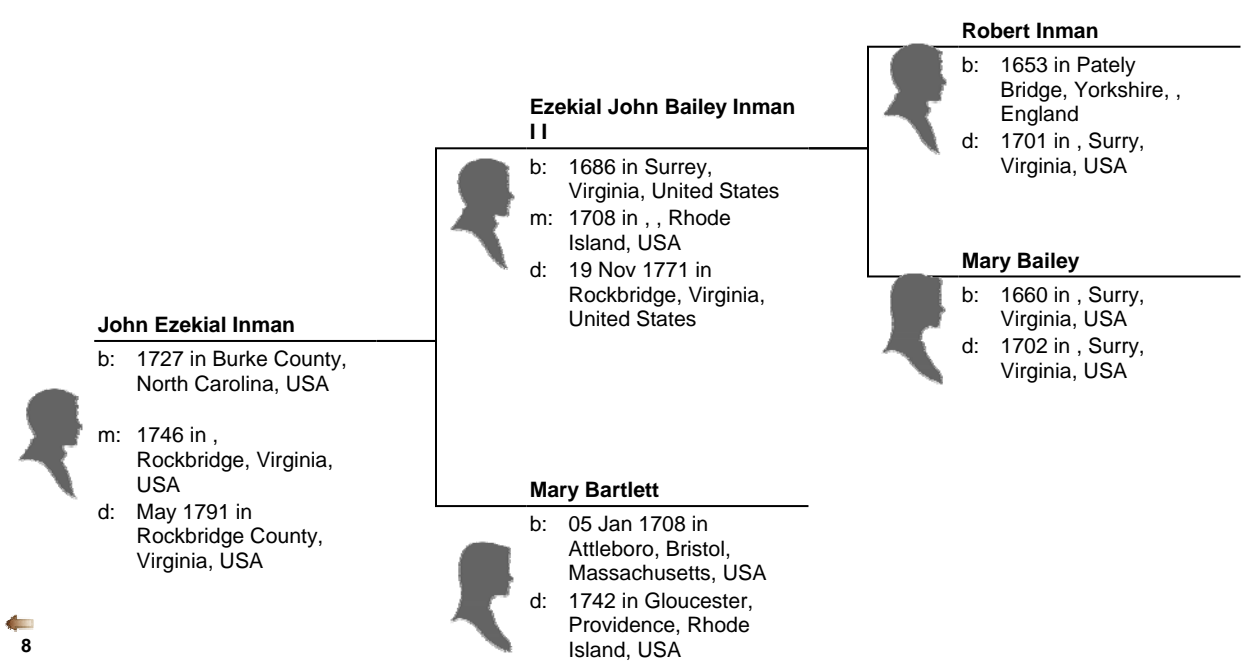 Robert Inman
b: 1653 in Pately
Bridge, Yorkshire, ,
England
d: 1701 in , Surry,
Virginia, USA
Ezekial John Bailey Inman
I I
b: 1686 in Surrey,
Virginia, United States
m: 1708 in , , Rhode
Island, USA
d: 19 Nov 1771 in
Rockbridge, Virginia,
United States
Mary Bailey
b: 1660 in , Surry,
Virginia, USA
d: 1702 in , Surry,
Virginia, USA
John Ezekial Inman
b: 1727 in Burke County,
North Carolina, USA
m: 1746 in ,
Rockbridge, Virginia,
USA
d: May 1791 in
Rockbridge County,
Virginia, USA
Mary Bartlett
b: 05 Jan 1708 in
Attleboro, Bristol,
Massachusetts, USA
d: 1742 in Gloucester,
Providence, Rhode
Island, USA
8